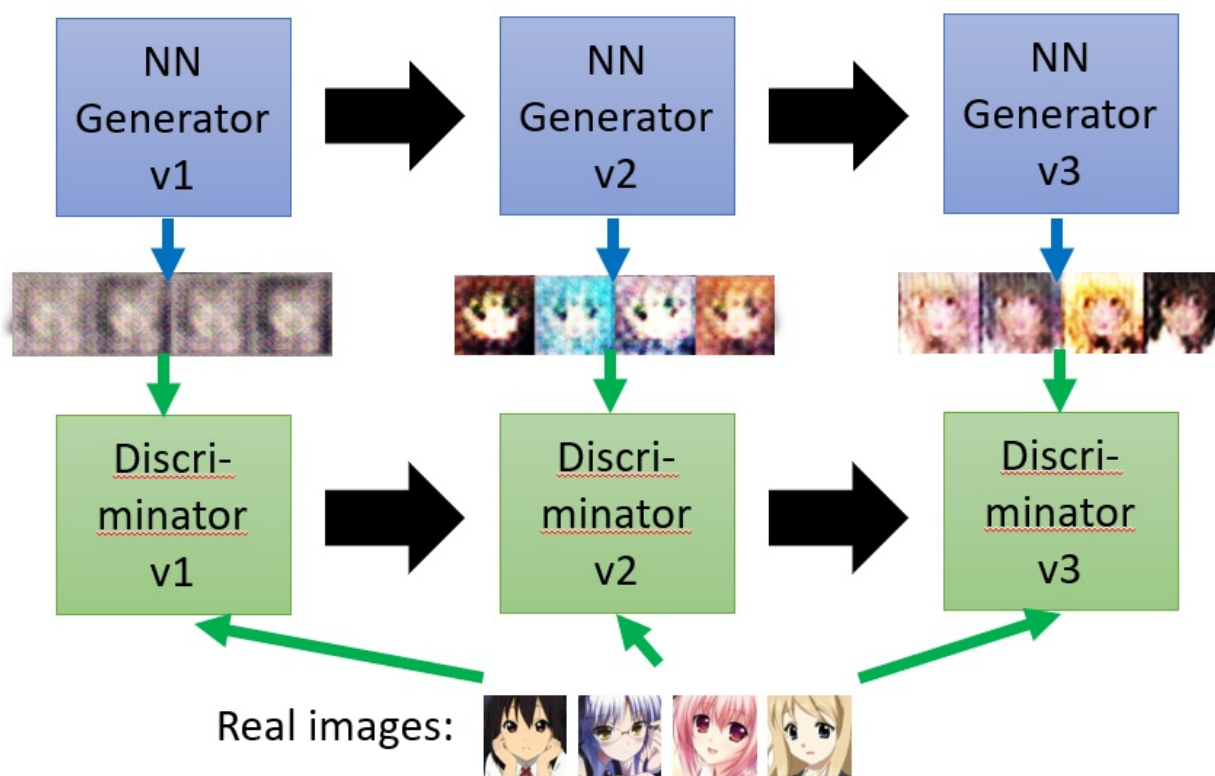 NN
Generator
v1
NN
Generator
v2
NN
Generator
v3
Discri-
minator
v1
Discri-
minator
v2
Discri-
minator
v3
Real images: